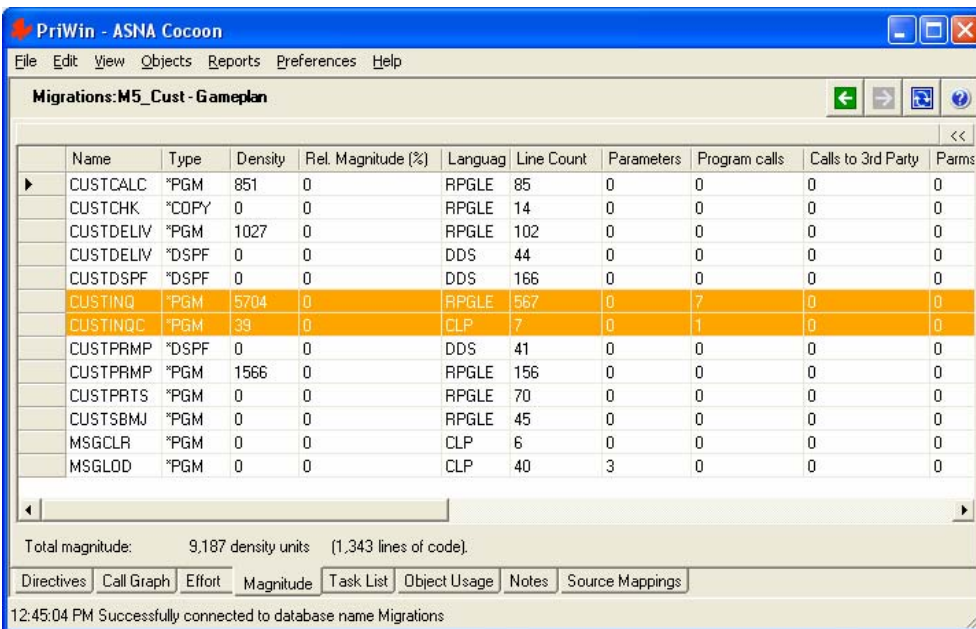 PriWin - ASNA Cocoon
File Edit View Objects Reports Preferences Help
Migrations:M5_Cust - Gameplan
<<
Name Type Density Rel. Magnitude (%) Languag Line Count Parameters Program calls Calls to 3rd Party Parms
CUSTCALC *PGM 851 0 RPGLE 85 0 0 0 0
CUSTCHK *COPY 0 0 RPGLE 14 0 0 0 0
CUSTDELIV *PGM 1027 0 RPGLE 102 0 0 0 0
CUSTDELIV *DSPF 0 0 DDS 44 0 0 0 0
CUSTDSPF *DSPF 0 0 DDS 166 0 0 0 0
CUSTINQ *PGM 5704 0 RPGLE 567 0 7 0 0
CUSTINQC *PGM 39 0 CLP 7 0 1 0 0
CUSTPRMP *DSPF 0 0 DDS 41 0 0 0 0
CUSTPRMP *PGM 1566 0 RPGLE 156 0 0 0 0
CUSTPRTS *PGM 0 0 RPGLE 70 0 0 0 0
CUSTSBMJ *PGM 0 0 RPGLE 45 0 0 0 0
MSGCLR *PGM 0 0 CLP 6 0 0 0 0
MSGLOD *PGM 0 0 CLP 40 3 0 0 0
Total magnitude: 9,187 density units (1,343 lines of code).
Directives Call Graph Effort Magnitude Task List Object Usage Notes Source Mappings
12:45:04 PM Successfully connected to database name Migrations